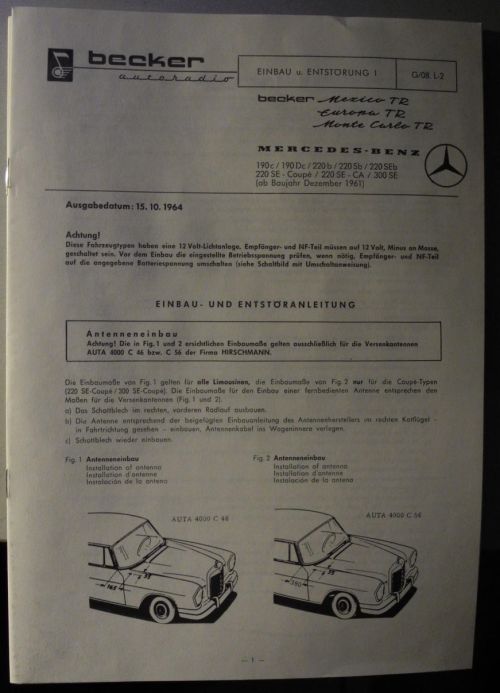 becker
autoradio
EINBAU u. ENTSTÖRUNG I
G/08. L-2
becker Mexico TR
Europa TR
Monte Carlo TR
MERCEDES-BENZ
190c / 190 Dc / 220 b / 220 Sb / 220 SEb
220 SE - Coupé / 220 SE - CA / 300 SE
(ab Baujahr Dezember 1961)
Ausgabedatum: 15. 10. 1964
Achtung!
Diese Fahrzeugtypen haben eine 12 Volt-Lichtanlage. Empfänger- und NF-Teil müssen auf 12 Volt, Minus an Masse,
geschaltet sein. Vor dem Einbau die eingestellte Betriebsspannung prüfen, wenn nötig, Empfänger- und NF-Teil
auf die angegebene Batteriespannung umschalten (siehe Schaltbild mit Umschaltanweisung).
EINBAU- UND ENTSTÖRANLEITUNG
Antenneneinbau
Achtung! Die in Fig. 1 und 2 ersichtlichen Einbaumaße gelten ausschließlich für die Versenkantennen
AUTA 4000 C 46 bzw. C 56 der Firma HIRSCHMANN.
Die Einbaumaße von Fig. 1 gelten für alle Limousinen, die Einbaumaße von Fig. 2 nur für die Coupé-Typen
(220 SE-Coupé / 300 SE-Coupé). Die Einbaumaße für den Einbau einer fernbedienten Antenne entsprechen den
Maßen für die Versenkantennen (Fig. 1 und 2).
a) Das Schottblech im rechten, vorderen Radlauf ausbauen.
b) Die Antenne entsprechend der beigefügten Einbauanleitung des Antennenherstellers im rechten Kotflügel –
in Fahrtrichtung gesehen – einbauen, Antennenkabel ins Wageninnere verlegen.
c) Schottblech wieder einbauen.
Fig. 1 Antenneneinbau
Installation of antenna
Installation d'antenne
Instalación de la antena
Fig. 2 Antenneneinbau
Installation of antenna
Installation d'antenne
Instalación de la antena
AUTA 4000 C 46
AUTA 4000 C 56
165
35
350
35
— 1 —